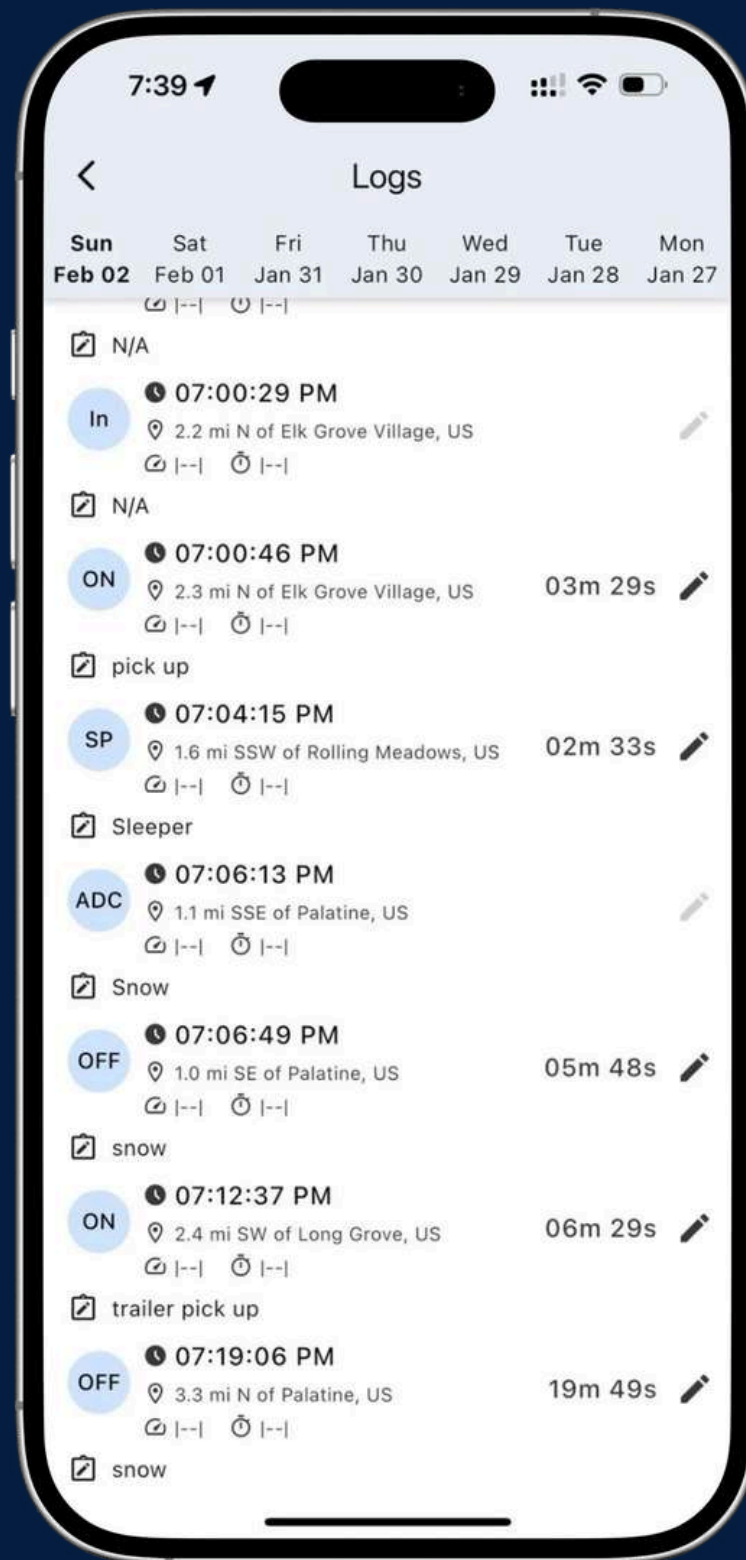 7:39
Logs
Sun Sat Fri Thu Wed Tue Mon
Feb 02 Feb 01 Jan 31 Jan 30 Jan 29 Jan 28 Jan 27
|--| |--|
N/A
In 07:00:29 PM
2.2 mi N of Elk Grove Village, US
|--| |--|
N/A
ON 07:00:46 PM
2.3 mi N of Elk Grove Village, US 03m 29s
|--| |--|
pick up
SP 07:04:15 PM
1.6 mi SSW of Rolling Meadows, US 02m 33s
|--| |--|
Sleeper
ADC 07:06:13 PM
1.1 mi SSE of Palatine, US
|--| |--|
Snow
OFF 07:06:49 PM
1.0 mi SE of Palatine, US 05m 48s
|--| |--|
snow
ON 07:12:37 PM
2.4 mi SW of Long Grove, US 06m 29s
|--| |--|
trailer pick up
OFF 07:19:06 PM
3.3 mi N of Palatine, US 19m 49s
|--| |--|
snow